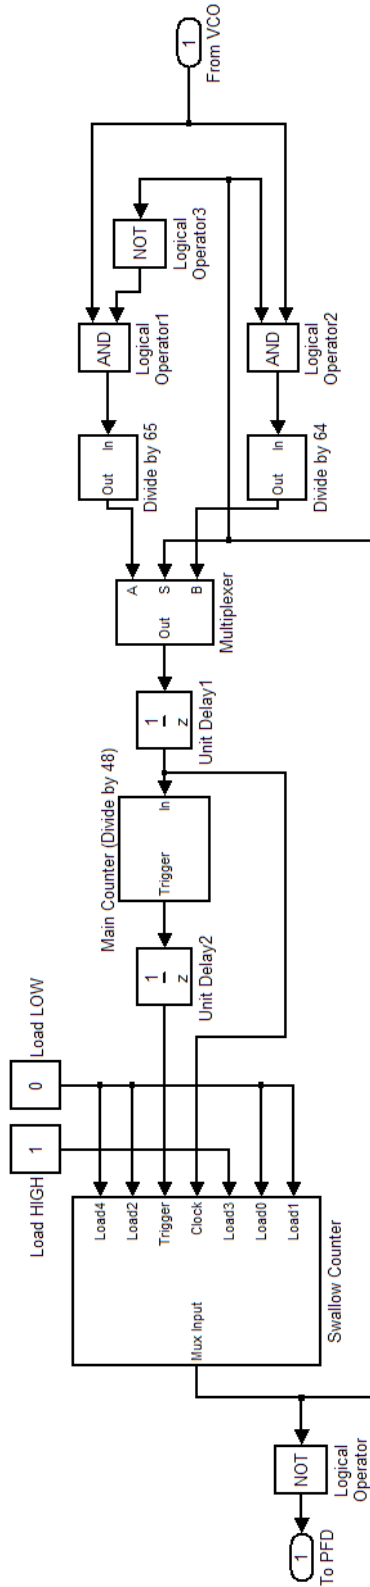 1
From VCO
NOT
Logical
Operator3
AND
Logical
Operator1
AND
Logical
Operator2
In
Out
Divide by 65
In
Out
Divide by 64
A
S
B
Out
Multiplexer
1
z
Unit Delay1
Main Counter (Divide by 48)
In
Trigger
1
z
Unit Delay2
Load LOW
0
Load HIGH
1
Load4
Load2
Trigger
Clock
Load3
Load0
Load1
Mux Input
Swallow Counter
NOT
Logical
Operator
1
To PFD